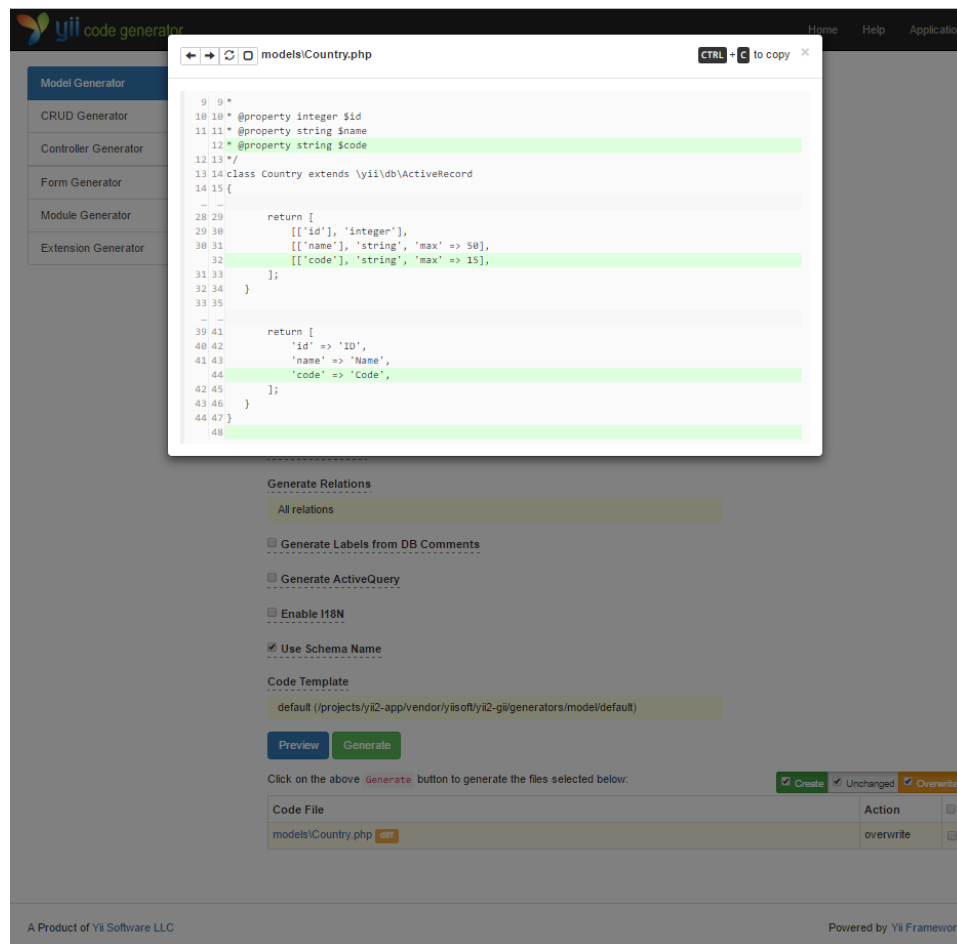 yii code generator
Home Help
models\Country.php CTRL + C to copy ×
Model Generator
CRUD Generator
Controller Generator
Form Generator
Module Generator
Extension Generator
9 9 *
10 10 * @property integer $id
11 11 * @property string $name
12 * @property string $code
12 13 */
13 14 class Country extends \yii\db\ActiveRecord
14 15 {
… …
28 29 return [
29 30 [['id'], 'integer'],
30 31 [['name'], 'string', 'max' => 50],
32 [['code'], 'string', 'max' => 15],
31 33 ];
32 34 }
33 35
… …
39 41 return [
40 42 'id' => 'ID',
41 43 'name' => 'Name',
44 'code' => 'Code',
42 45 ];
43 46 }
44 47 }
48
Generate Relations
All relations
Generate Labels from DB Comments
Generate ActiveQuery
Enable I18N
Use Schema Name
Code Template
default (/projects/yii2-app/vendor/yiisoft/yii2-gii/generators/model/default)
Preview Generate
Click on the above Generate button to generate the files selected below:
Create Unchanged Overwrite
Code File Action
models\Country.php diff overwrite
A Product of Yii Software LLC
Powered by Yii Framewor